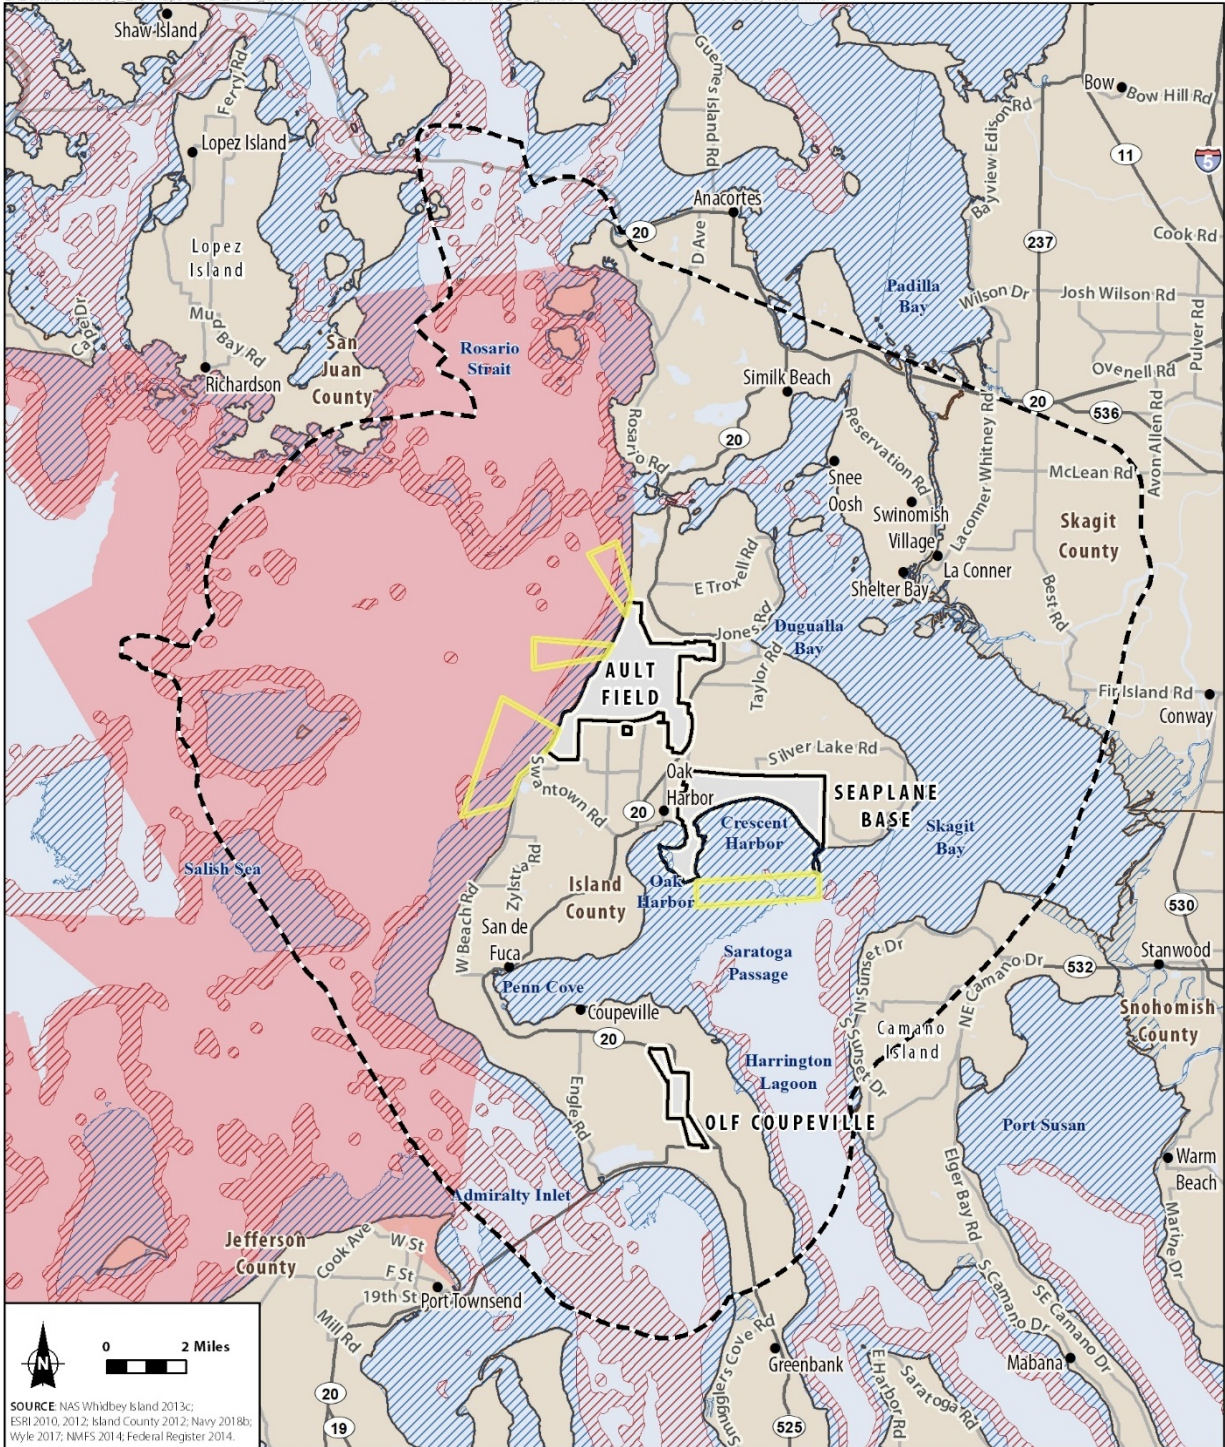 Shaw Island
Ferry Rd
Guemes Island Rd
Bow
Bow Hill Rd
Bayview Edison Rd
11
5
Lopez Island
Anacortes
20
D Ave
237
Cook Rd
Lopez
Island
Padilla
Bay
Wilson Dr
Josh Wilson Rd
Pulver Rd
Mud Bay Rd
San
Juan
County
Rosario
Strait
Richardson
Similk Beach
Ovenell Rd
20
536
Rosario Rd
20
Reservation Rd
Laconner Whitney Rd
McLean Rd
Avon Allen Rd
Snee
Oosh
Swinomish
Village
Skagit
County
La Conner
E Troxell Rd
Shelter Bay
Best Rd
Jones Rd
Dugualla
Bay
AULT
FIELD
Taylor Rd
Fir Island Rd
Conway
Silver Lake Rd
Swantown Rd
Oak
Harbor
20
SEAPLANE
BASE
Crescent
Harbor
Skagit
Bay
Salish Sea
Zylstra Rd
Island
County
Oak
Harbor
530
W Beach Rd
San de
Fuca
Saratoga
Passage
N Sunset Dr
NE Camano Dr
532
Stanwood
Penn Cove
Coupeville
S Sunset Dr
Camano
Island
Snohomish
County
20
Harrington
Lagoon
Engle Rd
OLF COUPEVILLE
Port Susan
Elger Bay Rd
Warm
Beach
Admiralty Inlet
Jefferson
County
Cook Ave
W St
F St
19th St
Port Townsend
Marine Dr
S Camano Dr
SE Camano Dr
Mill Rd
Smugglers Cove Rd
Greenbank
E Harbor Rd
Saratoga Rd
Mabana
20
19
525
N
0
2 Miles
SOURCE: NAS Whidbey Island 2013c;
ESRI 2010, 2012; Island County 2012; Navy 2018b;
Wyle 2017; NMFS 2014; Federal Register 2014.